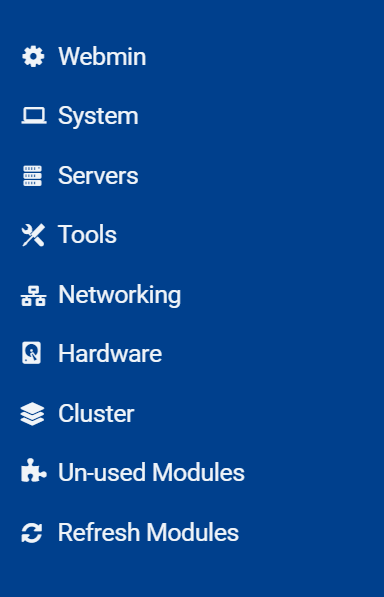 Webmin
System
Servers
Tools
Networking
Hardware
Cluster
Un-used Modules
Refresh Modules